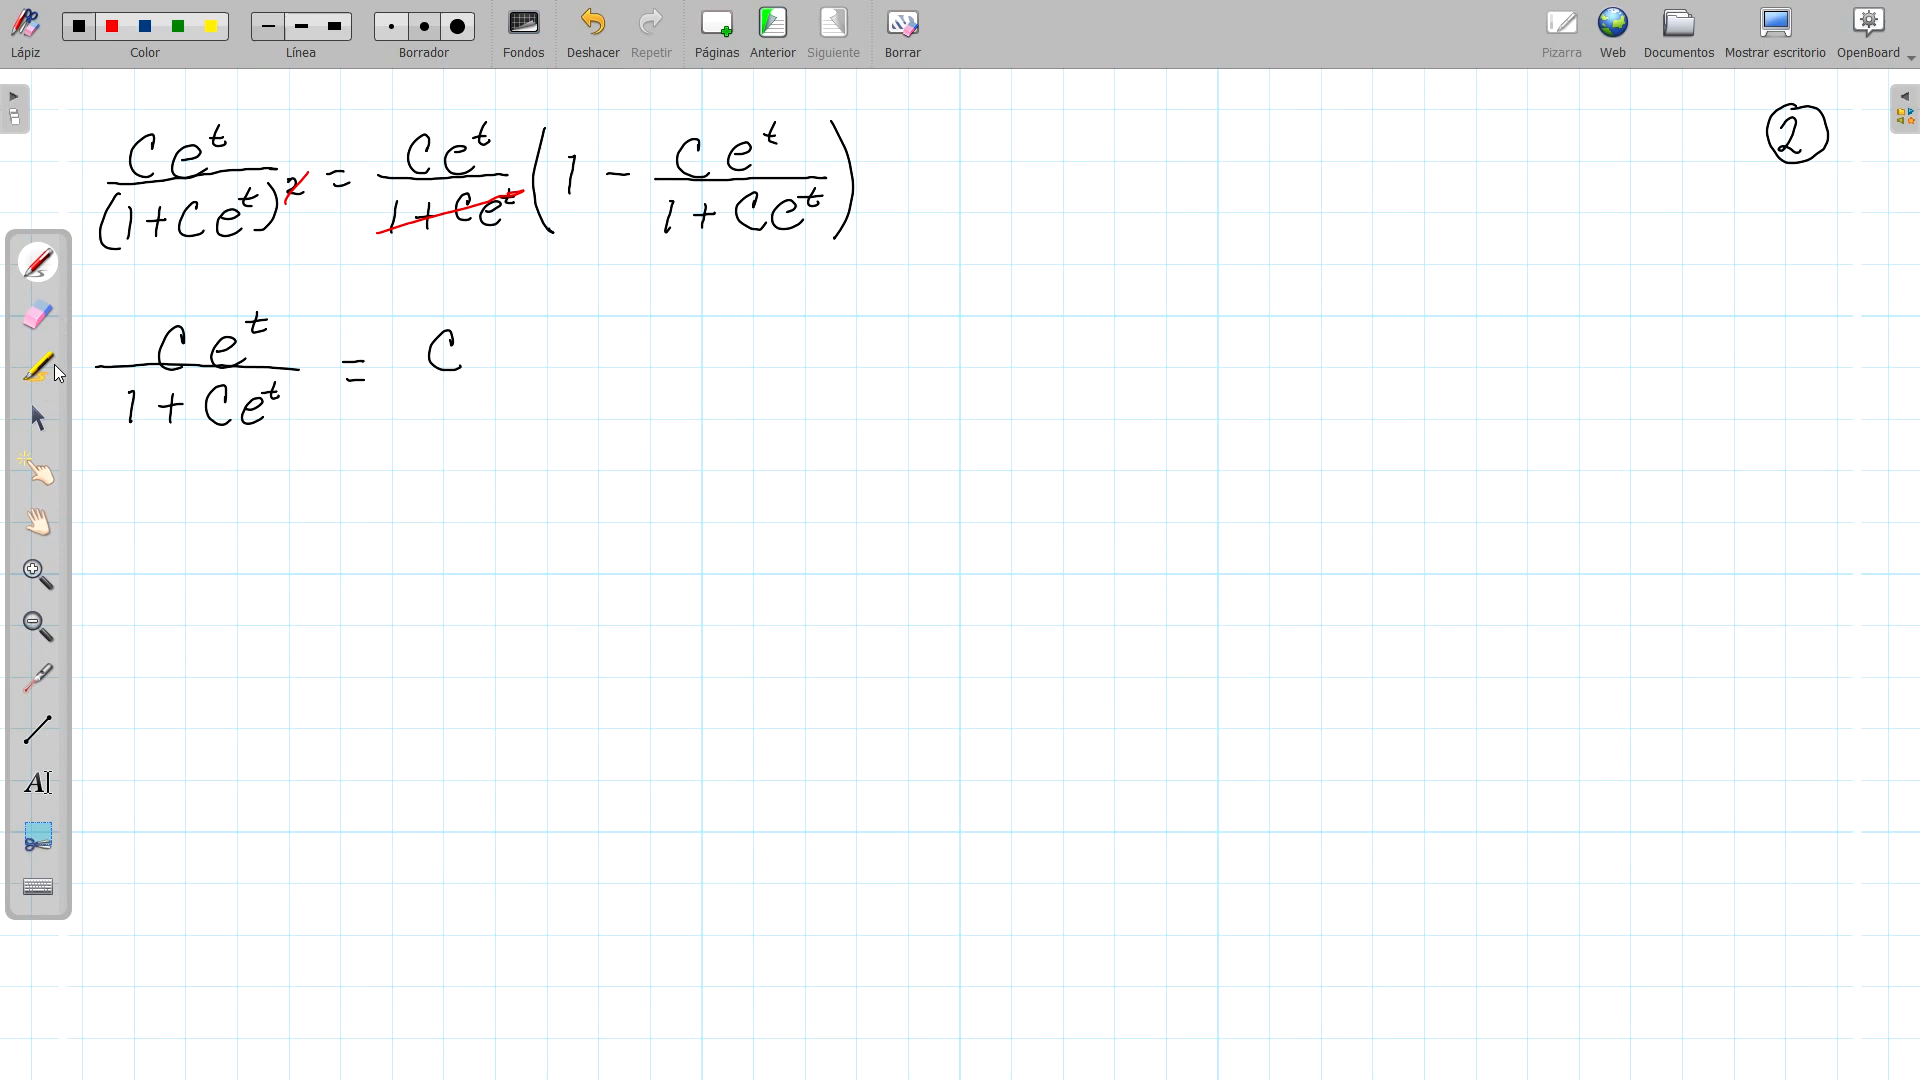 Lápiz Color Línea Borrador Fondos Deshacer Repetir Páginas Anterior Siguiente Borrar Pizarra Web Documentos Mostrar escritorio OpenBoard
②
Ce^t / (1+Ce^t)^2 = Ce^t / 1+Ce^t (1 - Ce^t / 1+Ce^t)
Ce^t / 1+Ce^t = C
AI